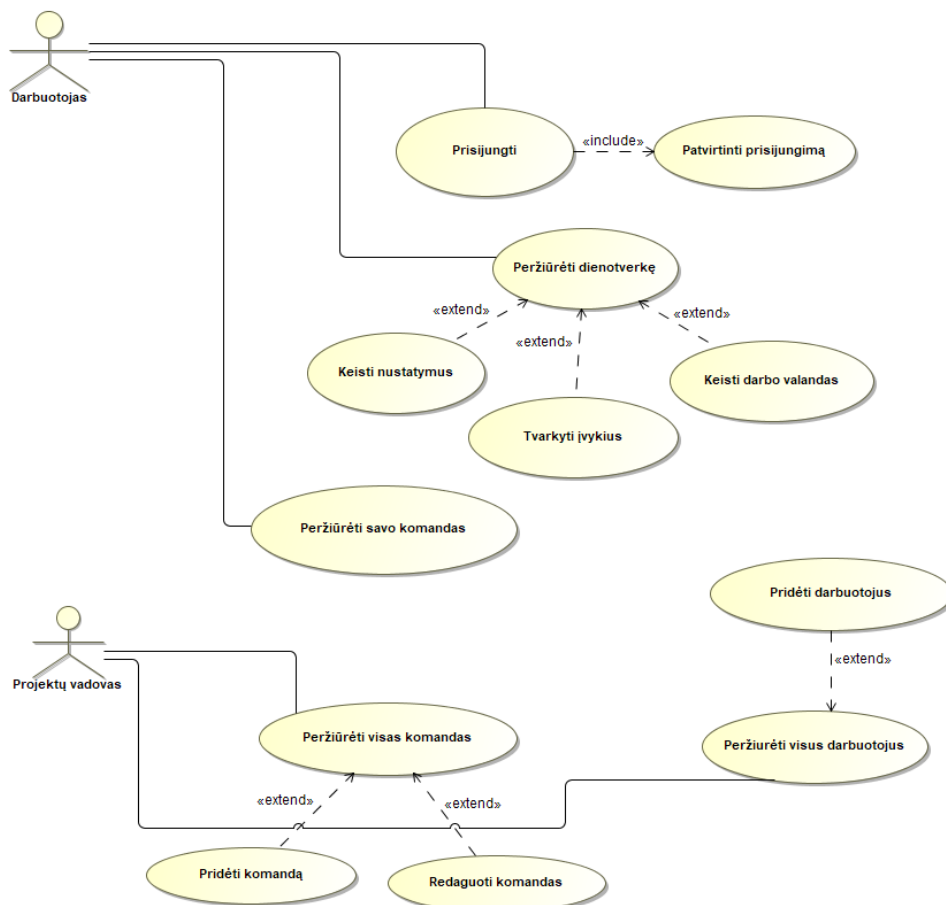 Darbuotojas
Prisijungti
«include»
Patvirtinti prisijungimą
Peržiūrėti dienotverkę
«extend»
«extend»
«extend»
Keisti nustatymus
Keisti darbo valandas
Tvarkyti įvykius
Peržiūrėti savo komandas
Pridėti darbuotojus
«extend»
Projektų vadovas
Peržiūrėti visas komandas
Peržiurėti visus darbuotojus
«extend»
«extend»
Pridėti komandą
Redaguoti komandas